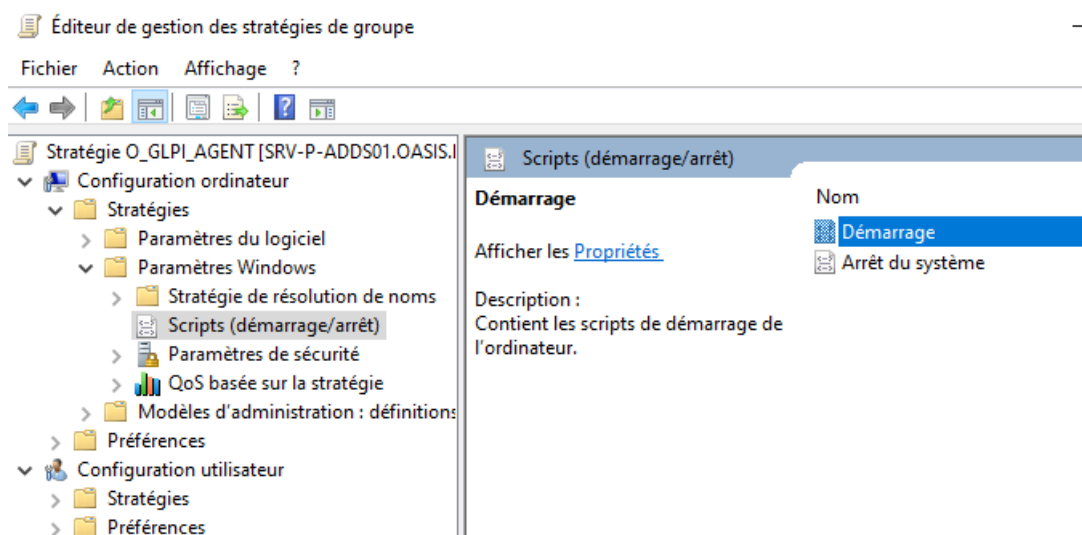 Éditeur de gestion des stratégies de groupe
Fichier Action Affichage ?
Stratégie O_GLPI_AGENT [SRV-P-ADDS01.OASIS.I
Configuration ordinateur
Stratégies
Paramètres du logiciel
Paramètres Windows
Stratégie de résolution de noms
Scripts (démarrage/arrêt)
Paramètres de sécurité
QoS basée sur la stratégie
Modèles d'administration : définitions
Préférences
Configuration utilisateur
Stratégies
Préférences
Scripts (démarrage/arrêt)
Démarrage
Afficher les Propriétés
Description :
Contient les scripts de démarrage de
l'ordinateur.
Nom
Démarrage
Arrêt du système